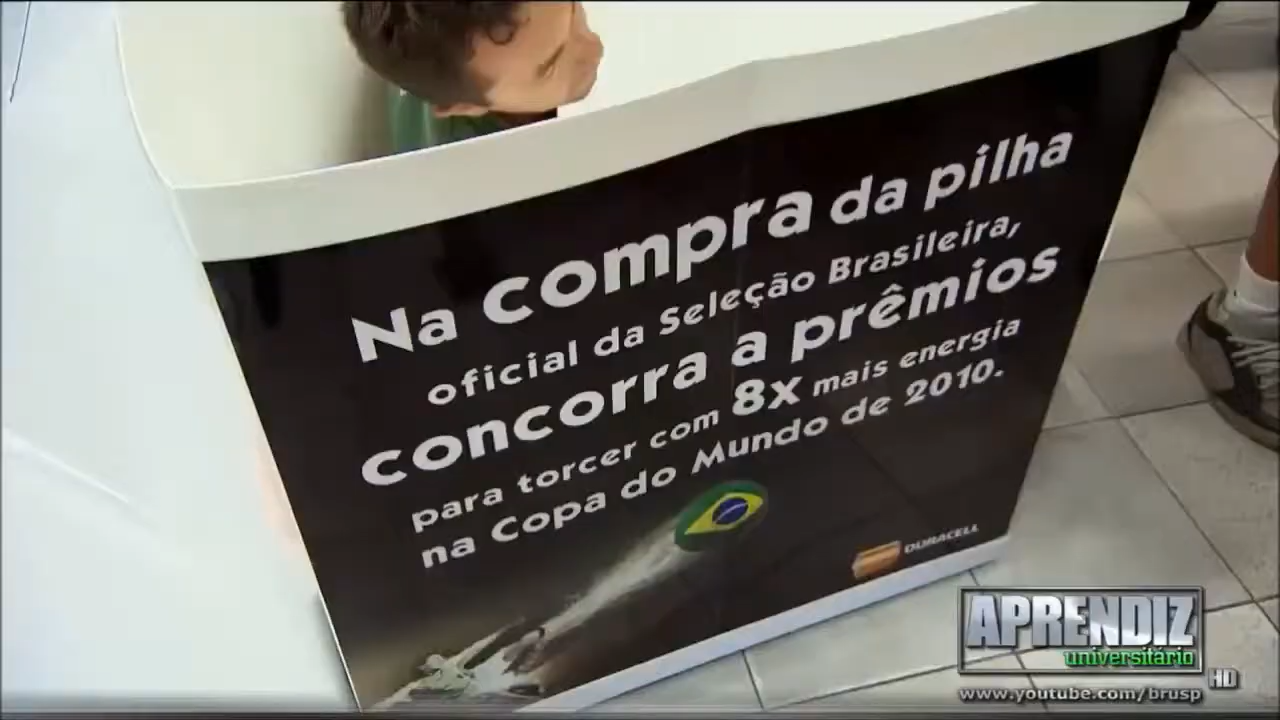 Na compra da pilha
oficial da Seleção Brasileira,
concorra a prêmios
para torcer com 8x mais energia
na Copa do Mundo de 2010.
DURACELL
APRENDIZ
universitário
HD
www.youtube.com/brusp